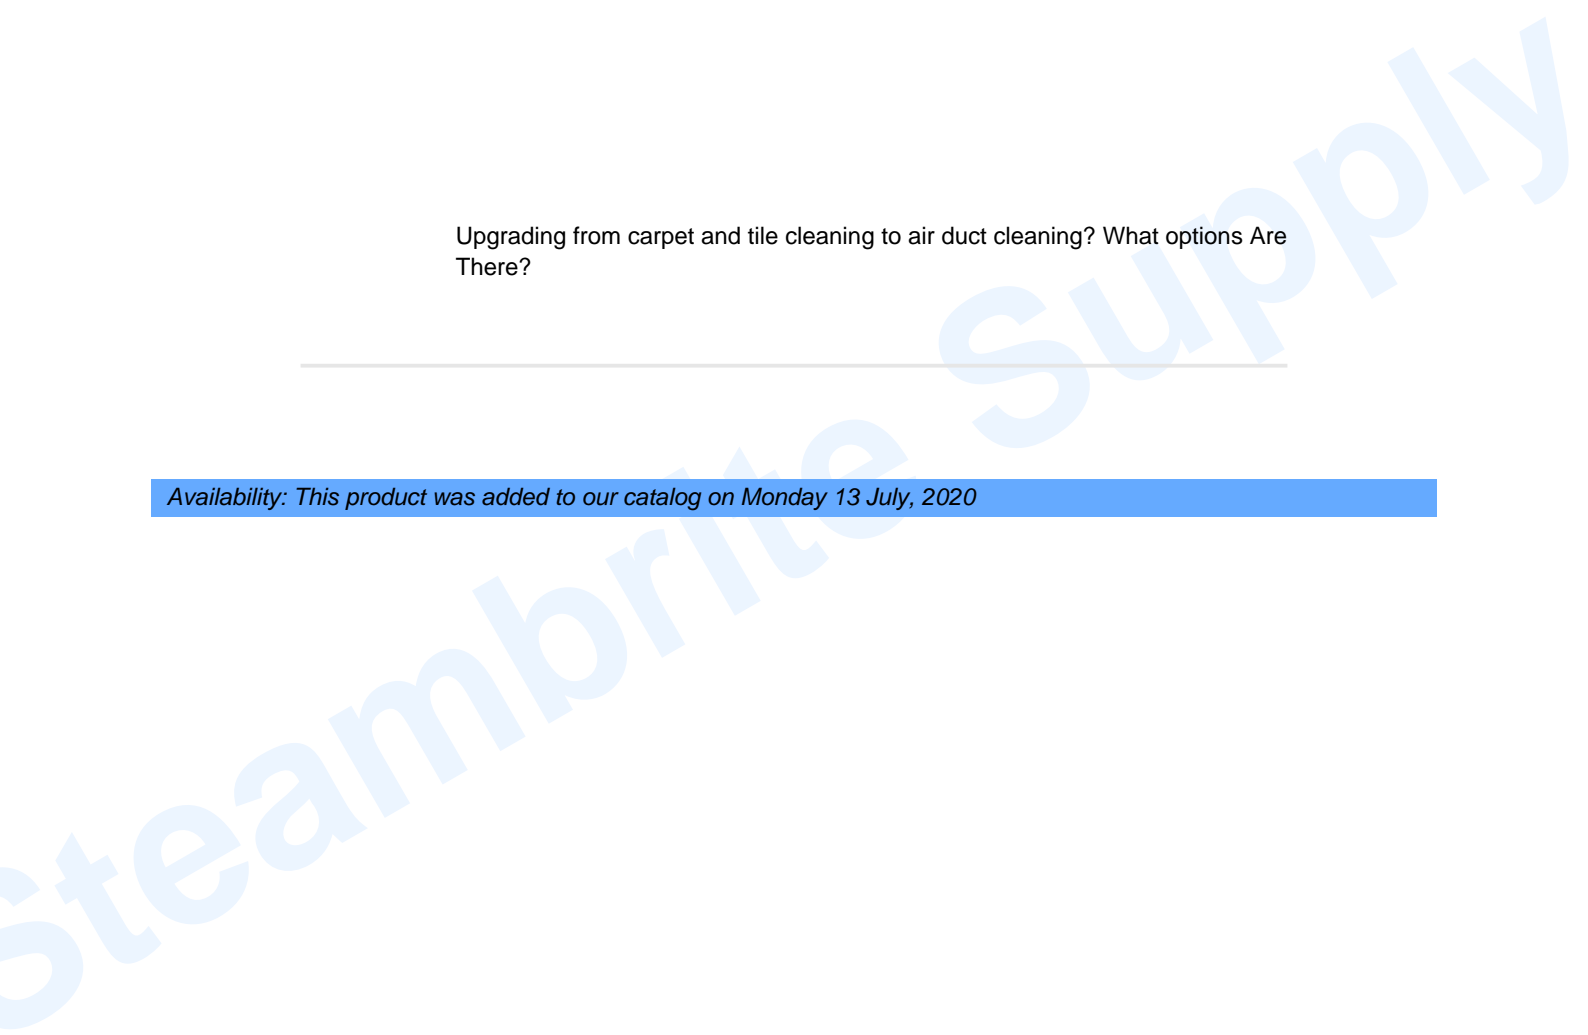 Upgrading from carpet and tile cleaning to air duct cleaning? What options Are
There?
Availability: This product was added to our catalog on Monday 13 July, 2020
Steambrite Supply